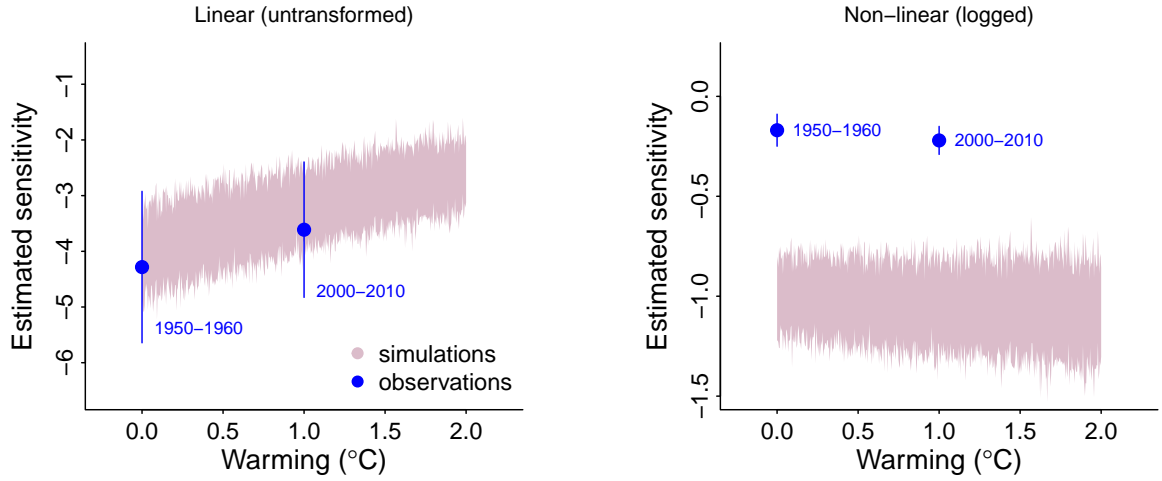 Linear (untransformed)
Estimated sensitivity
−1
−2
−3
−4
−5
−6
1950−1960
2000−2010
simulations
observations
0.0 0.5 1.0 1.5 2.0
Warming (°C)
Non−linear (logged)
Estimated sensitivity
0.0
−0.5
−1.0
−1.5
1950−1960
2000−2010
0.0 0.5 1.0 1.5 2.0
Warming (°C)